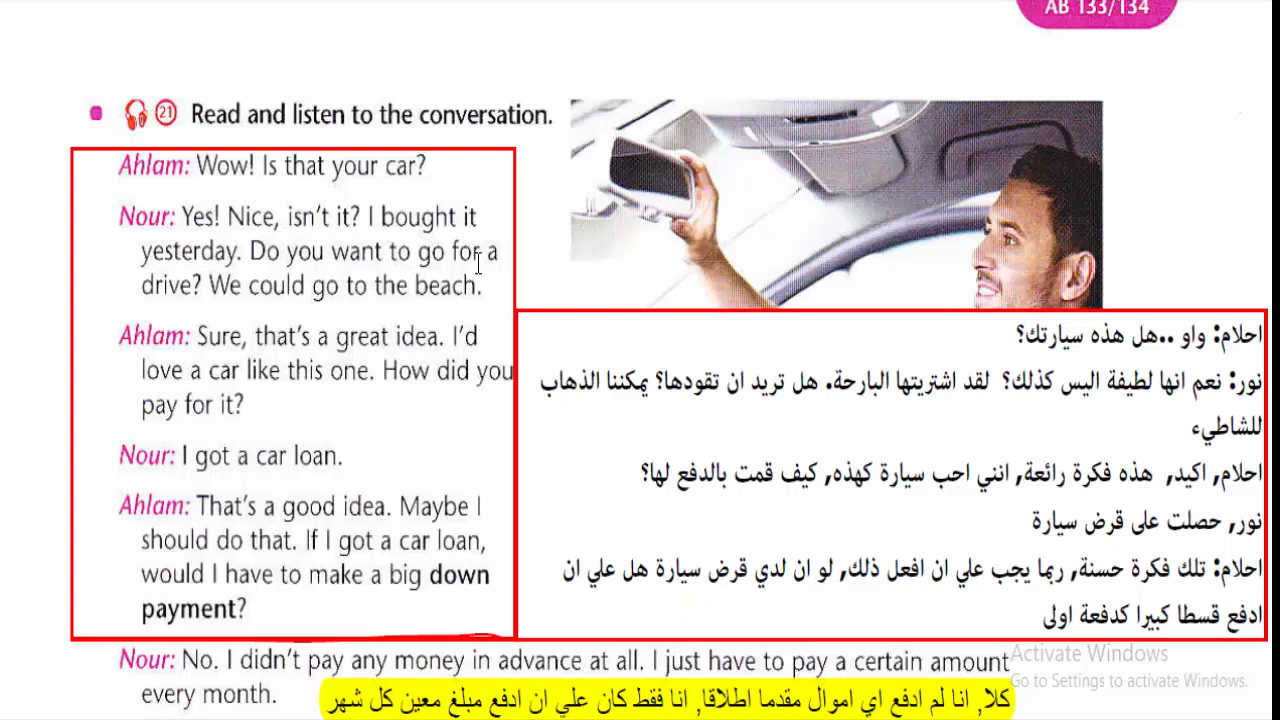 AB 133/134
21 Read and listen to the conversation.
Ahlam: Wow! Is that your car?
Nour: Yes! Nice, isn't it? I bought it
yesterday. Do you want to go for a
drive? We could go to the beach.
Ahlam: Sure, that's a great idea. I'd
love a car like this one. How did you
pay for it?
Nour: I got a car loan.
Ahlam: That's a good idea. Maybe I
should do that. If I got a car loan,
would I have to make a big down
payment?
احلام: واو ..هل هذه سيارتك؟
نور: نعم انها لطيفة اليس كذلك؟ لقد اشتريتها البارحة. هل تريد ان تقودها؟ يمكننا الذهاب
للشاطيء
احلام, اكيد, هذه فكرة رائعة, انني احب سيارة كهذه, كيف قمت بالدفع لها؟
نور, حصلت على قرض سيارة
احلام: تلك فكرة حسنة, ربما يجب علي ان افعل ذلك, لو ان لدي قرض سيارة هل علي ان
ادفع قسطا كبيرا كدفعة اولى
Nour: No. I didn't pay any money in advance at all. I just have to pay a certain amount
every month.
كلا, انا لم ادفع اي اموال مقدما اطلاقا, انا فقط كان علي ان ادفع مبلغ معين كل شهر
Activate Windows
Go to Settings to activate Windows.